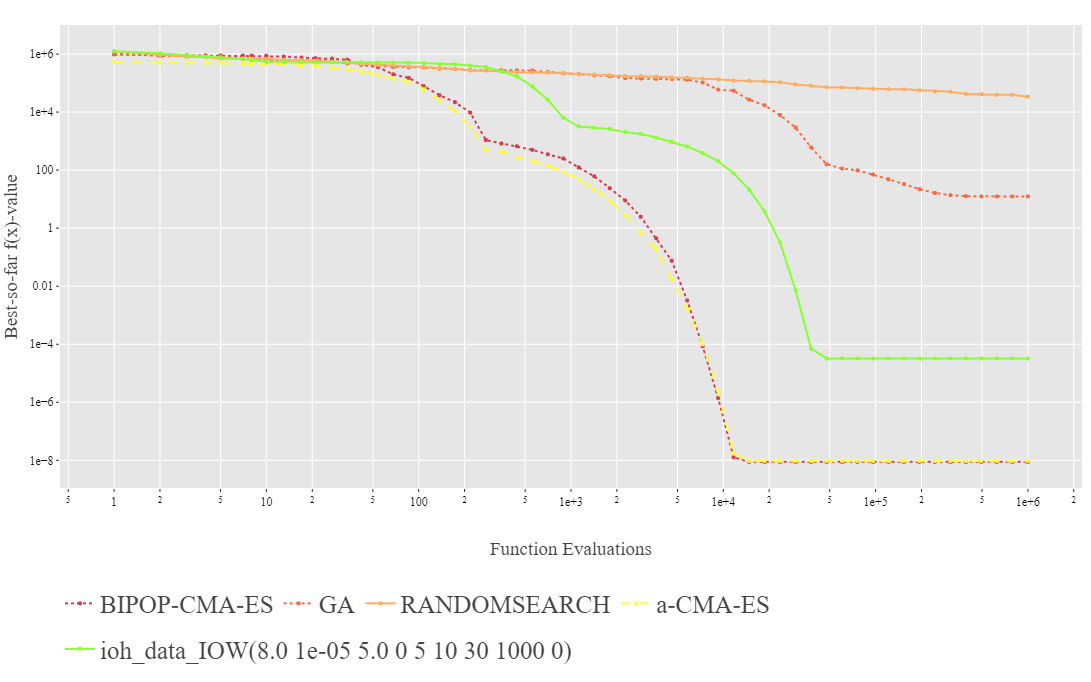 Best-so-far f(x)-value
1e+6
1e+4
100
1
0.01
1e−4
1e−6
1e−8
5 1 2 5 10 2 5 100 2 5 1e+3 2 5 1e+4 2 5 1e+5 2 5 1e+6 2
Function Evaluations
BIPOP-CMA-ES GA RANDOMSEARCH a-CMA-ES
ioh_data_IOW(8.0 1e-05 5.0 0 5 10 30 1000 0)